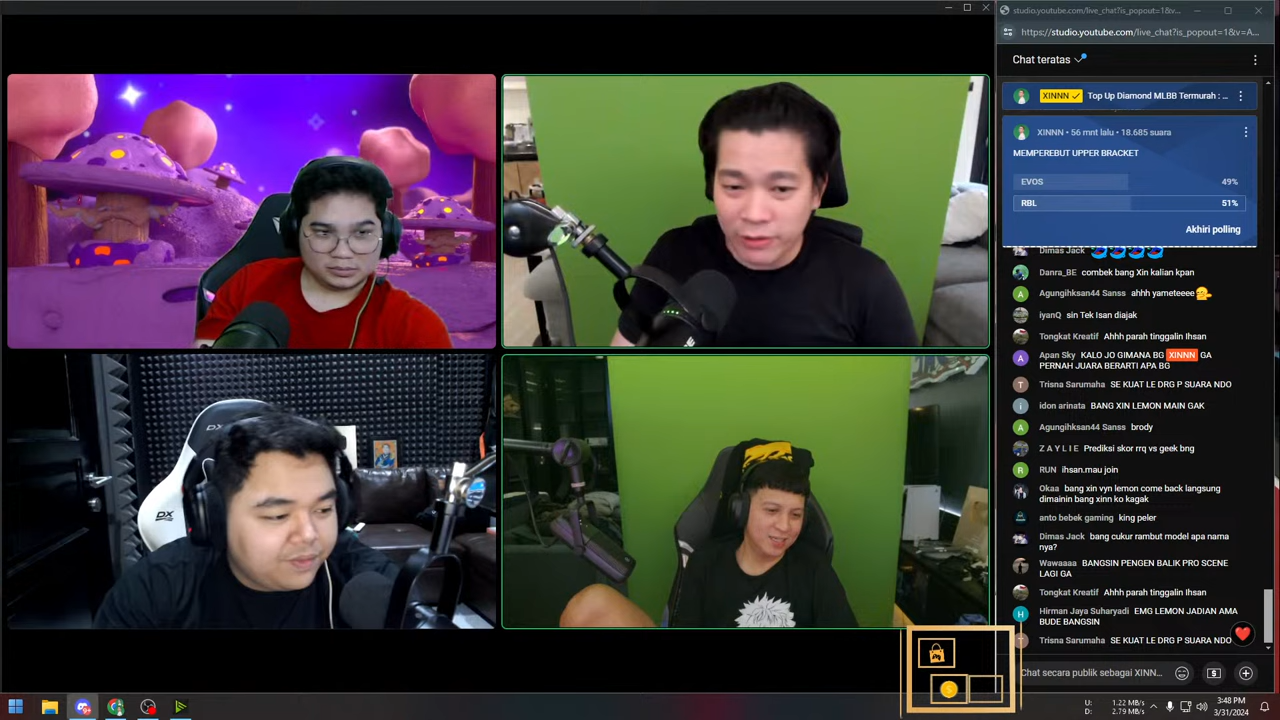 studio.youtube.com/live_chat?is_popout=1&v...
https://studio.youtube.com/live_chat?is_popout=1&v=A...
Chat teratas
XINNN Top Up Diamond MLBB Termurah : ...
XINNN • 56 mnt lalu • 18.685 suara
MEMPEREBUT UPPER BRACKET
EVOS 49%
RBL 51%
Akhiri polling
Dimas Jack
Danra_BE combek bang Xin kalian kpan
A Agungihksan44 Sanss ahhh yameteeee
iyanQ sin Tek Isan diajak
Tongkat Kreatif Ahhh parah tinggalin Ihsan
A Apan Sky KALO JO GIMANA BG XINNN GA
PERNAH JUARA BERARTI APA BG
T Trisna Sarumaha SE KUAT LE DRG P SUARA NDO
i idon arinata BANG XIN LEMON MAIN GAK
A Agungihksan44 Sanss brody
Z A Y L I E Prediksi skor rrq vs geek bng
R RUN ihsan.mau join
Okaa bang xin vyn lemon come back langsung
dimainin bang xinn ko kagak
anto bebek gaming king peler
Dimas Jack bang cukur rambut model apa nama
nya?
Wawaaaa BANGSIN PENGEN BALIK PRO SCENE
LAGI GA
Tongkat Kreatif Ahhh parah tinggalin Ihsan
H Hirman Jaya Suharyadi EMG LEMON JADIAN AMA
BUDE BANGSIN
T Trisna Sarumaha SE KUAT LE DRG P SUARA NDO
Chat secara publik sebagai XINN...
DX
U: 1.22 MB/s
D: 2.79 MB/s
3:48 PM
3/31/2024